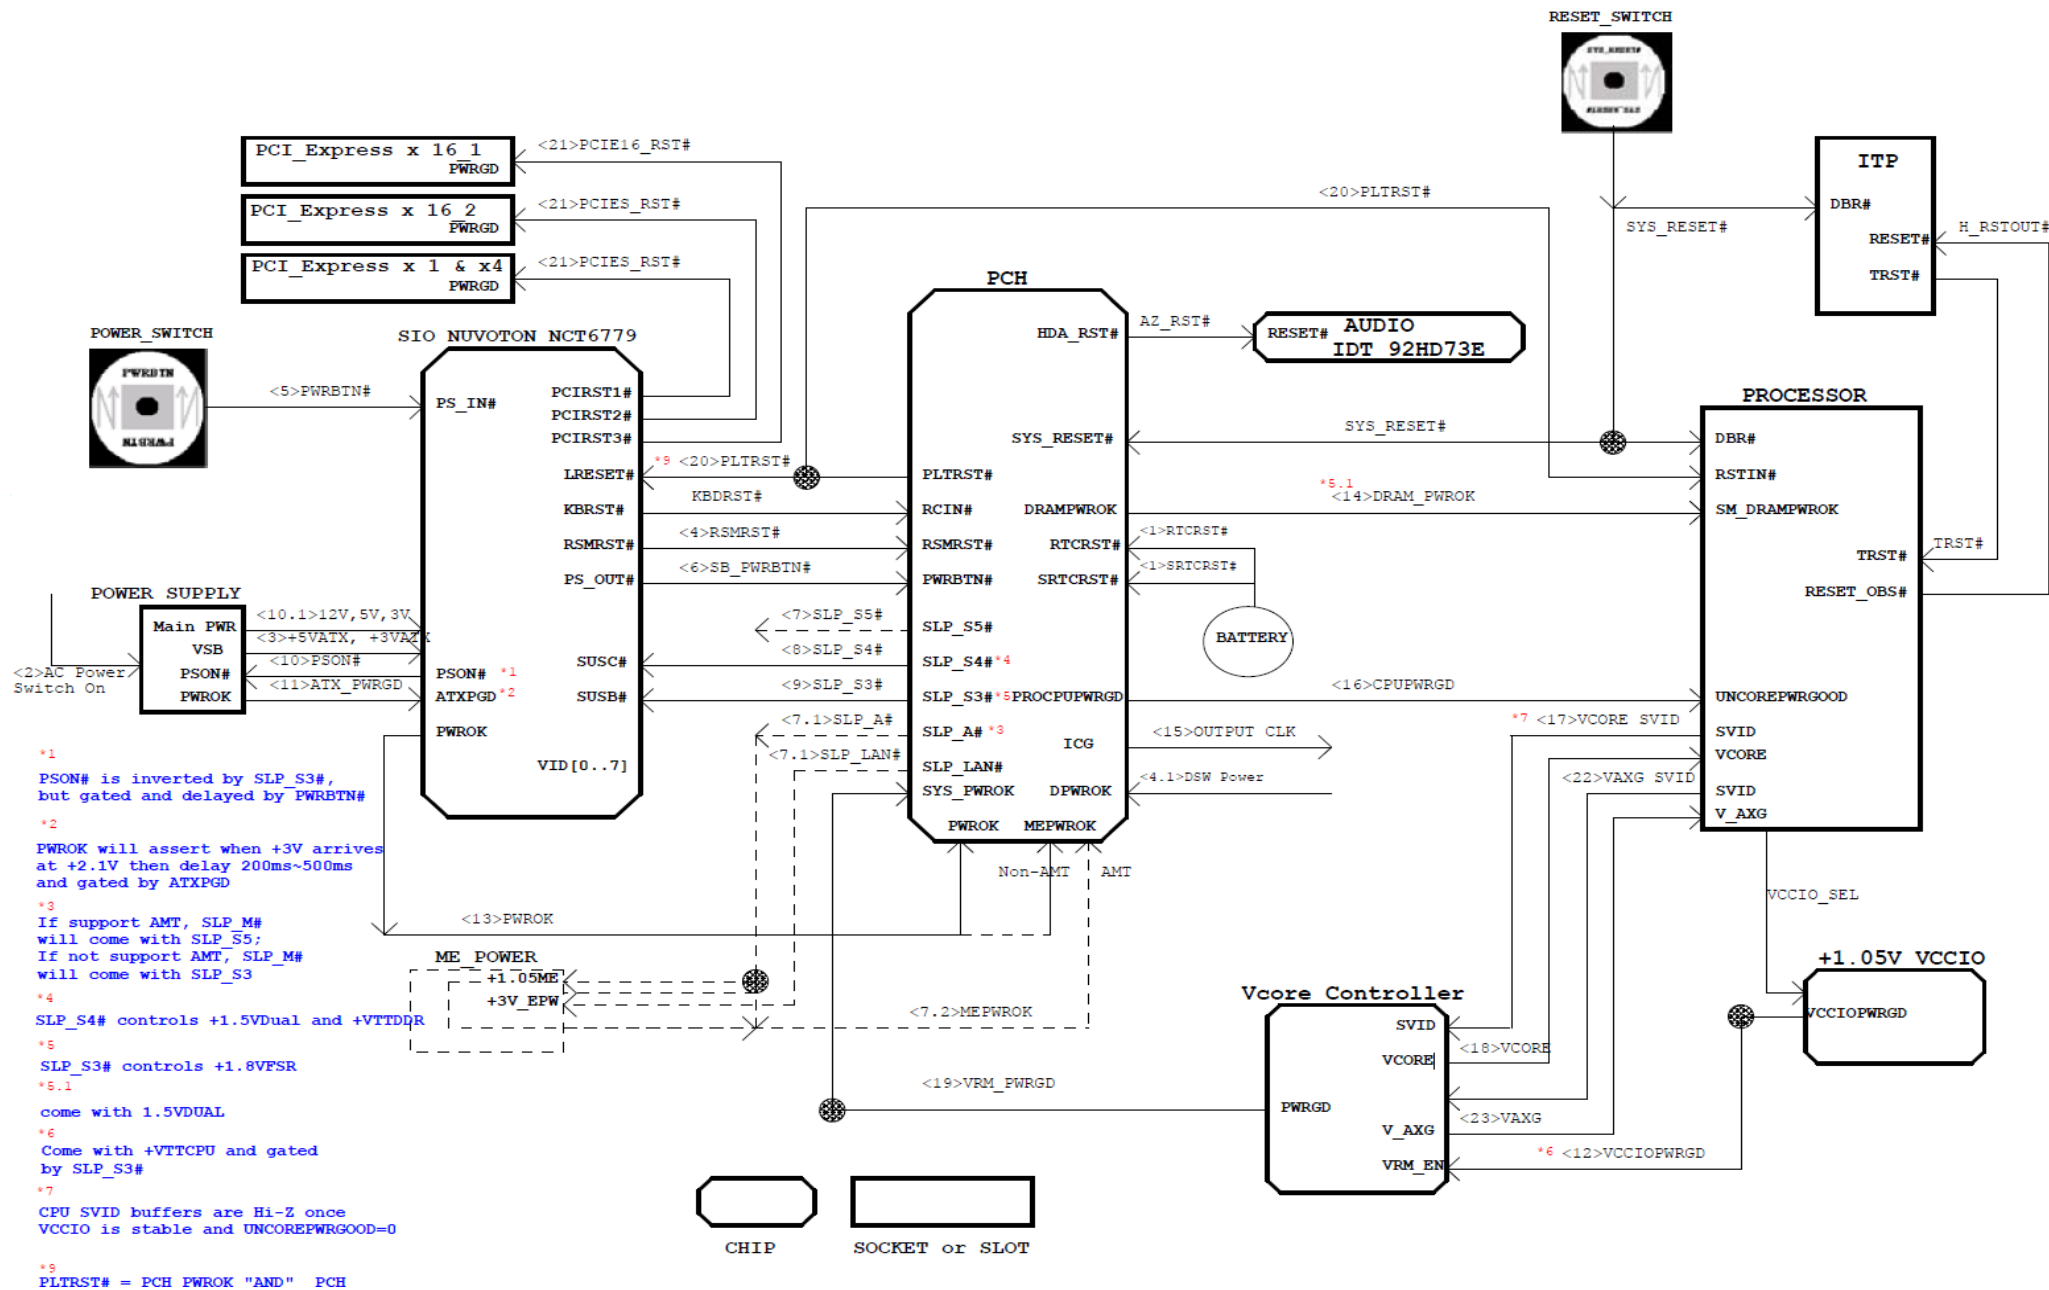 RESET_SWITCH
SYS_RESET#
SYS_RESET#
PCI_Express x 16_1
PWRGD
<21>PCIE16_RST#
PCI_Express x 16_2
PWRGD
<21>PCIES_RST#
PCI_Express x 1 & x4
PWRGD
<21>PCIES_RST#
<20>PLTRST#
SYS_RESET#
ITP
DBR#
RESET#
TRST#
H_RSTOUT#
POWER_SWITCH
PWRBTN
PWRBTN
<5>PWRBTN#
SIO NUVOTON NCT6779
PS_IN#
PCIRST1#
PCIRST2#
PCIRST3#
LRESET#
KBRST#
RSMRST#
PS_OUT#
SUSC#
SUSB#
VID[0..7]
PSON# *1
ATXPGD *2
PWROK
*9 <20>PLTRST#
KBDRST#
<4>RSMRST#
<6>SB_PWRBTN#
<7>SLP_S5#
<8>SLP_S4#
<9>SLP_S3#
<7.1>SLP_A#
<7.1>SLP_LAN#
PCH
HDA_RST#
SYS_RESET#
PLTRST#
RCIN#
DRAMPWROK
RSMRST#
RTCRST#
PWRBTN#
SRTCRST#
SLP_S5#
SLP_S4# *4
SLP_S3# *5
PROCPUPWRGD
SLP_A# *3
ICG
SLP_LAN#
SYS_PWROK
DPWROK
PWROK
MEPWROK
AZ_RST#
RESET#
AUDIO
IDT 92HD73E
SYS_RESET#
*5.1
<14>DRAM_PWROK
<1>RTCRST#
<1>SRTCRST#
BATTERY
<16>CPUPWRGD
<15>OUTPUT CLK
<4.1>DSW Power
*7 <17>VCORE SVID
<22>VAXG SVID
PROCESSOR
DBR#
RSTIN#
SM_DRAMPWROK
TRST#
RESET_OBS#
UNCOREPWRGOOD
SVID
VCORE
SVID
V_AXG
TRST#
POWER SUPPLY
Main PWR
VSB
PSON#
PWROK
<10.1>12V,5V,3V
<3>+5VATX, +3VATX
<10>PSON#
<11>ATX_PWRGD
<2>AC Power
Switch On
Non-AMT
AMT
<13>PWROK
ME_POWER
+1.05ME
+3V_EPW
<7.2>MEPWROK
VCCIO_SEL
+1.05V VCCIO
VCCIOPWRGD
Vcore Controller
SVID
VCORE
PWRGD
V_AXG
VRM_EN
<18>VCORE
<23>VAXG
*6 <12>VCCIOPWRGD
<19>VRM_PWRGD
*1
PSON# is inverted by SLP_S3#,
but gated and delayed by PWRBTN#
*2
PWROK will assert when +3V arrives
at +2.1V then delay 200ms~500ms
and gated by ATXPGD
*3
If support AMT, SLP_M#
will come with SLP_S5;
If not support AMT, SLP_M#
will come with SLP_S3
*4
SLP_S4# controls +1.5VDual and +VTTDDR
*5
SLP_S3# controls +1.8VFSR
*5.1
come with 1.5VDUAL
*6
Come with +VTTCPU and gated
by SLP_S3#
*7
CPU SVID buffers are Hi-Z once
VCCIO is stable and UNCOREPWRGOOD=0
*9
PLTRST# = PCH PWROK "AND" PCH
CHIP
SOCKET or SLOT